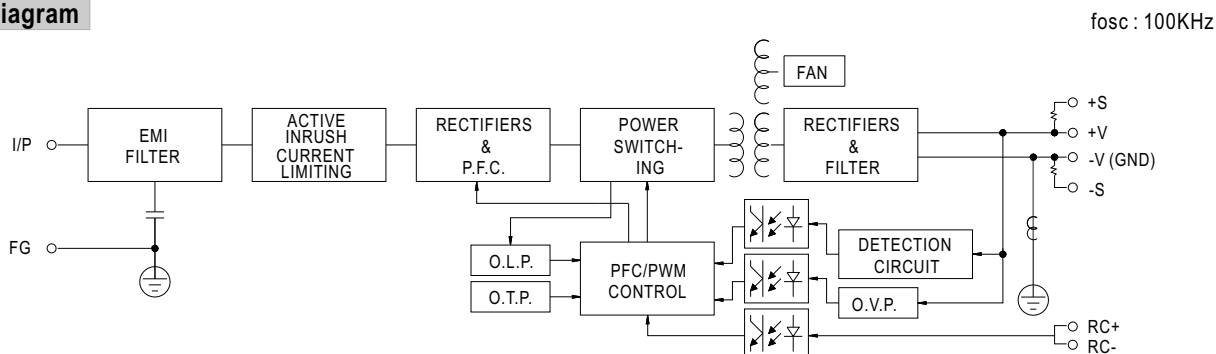 iagram
fosc : 100KHz
FAN
I/P
EMI
FILTER
ACTIVE
INRUSH
CURRENT
LIMITING
RECTIFIERS
&
P.F.C.
POWER
SWITCH-
ING
RECTIFIERS
&
FILTER
+S
+V
-V (GND)
-S
FG
O.L.P.
O.T.P.
PFC/PWM
CONTROL
DETECTION
CIRCUIT
O.V.P.
RC+
RC-